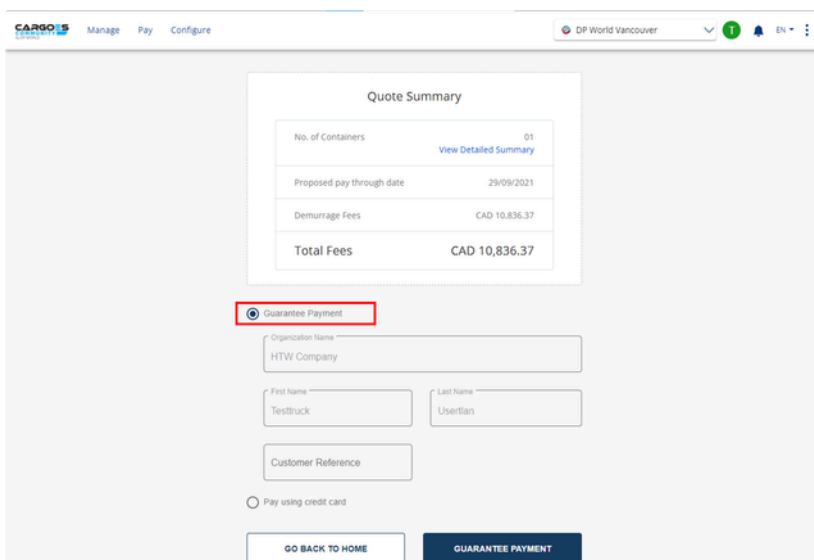 CARGOES
COMMUNITY
Manage Pay Configure
DP World Vancouver
T
EN
Quote Summary
No. of Containers 01
View Detailed Summary
Proposed pay through date 29/09/2021
Demurrage Fees CAD 10,836.37
Total Fees CAD 10,836.37
Guarantee Payment
Organization Name
HTW Company
First Name Last Name
Testtruck Usertian
Customer Reference
Pay using credit card
GO BACK TO HOME GUARANTEE PAYMENT